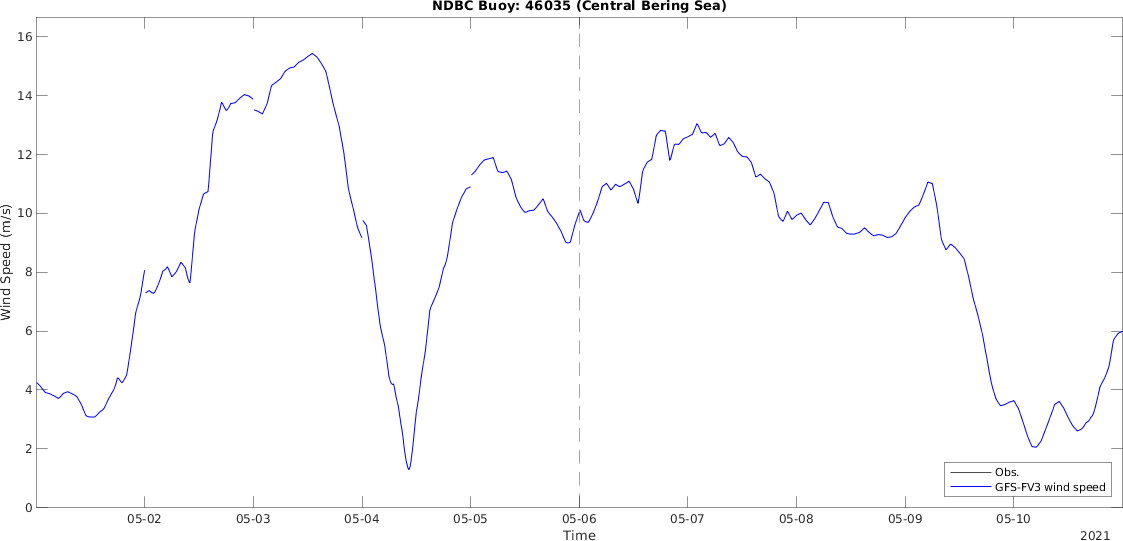 NDBC Buoy: 46035 (Central Bering Sea)
16
14
12
10
8
6
4
2
0
Wind Speed (m/s)
05-02 05-03 05-04 05-05 05-06 05-07 05-08 05-09 05-10
Time
2021
Obs.
GFS-FV3 wind speed